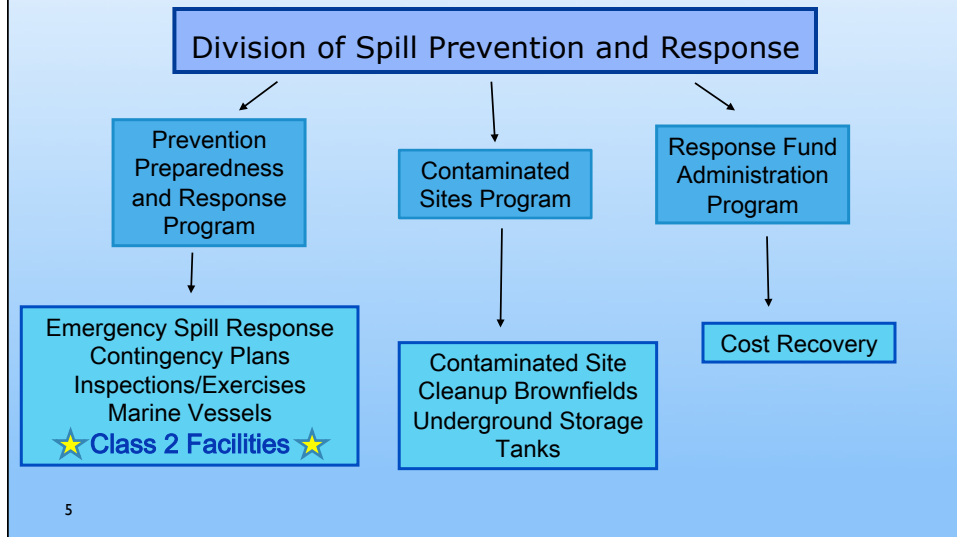 Division of Spill Prevention and Response
Prevention
Preparedness
and Response
Program
Contaminated
Sites Program
Response Fund
Administration
Program
Emergency Spill Response
Contingency Plans
Inspections/Exercises
Marine Vessels
Class 2 Facilities
Contaminated Site
Cleanup Brownfields
Underground Storage
Tanks
Cost Recovery
5